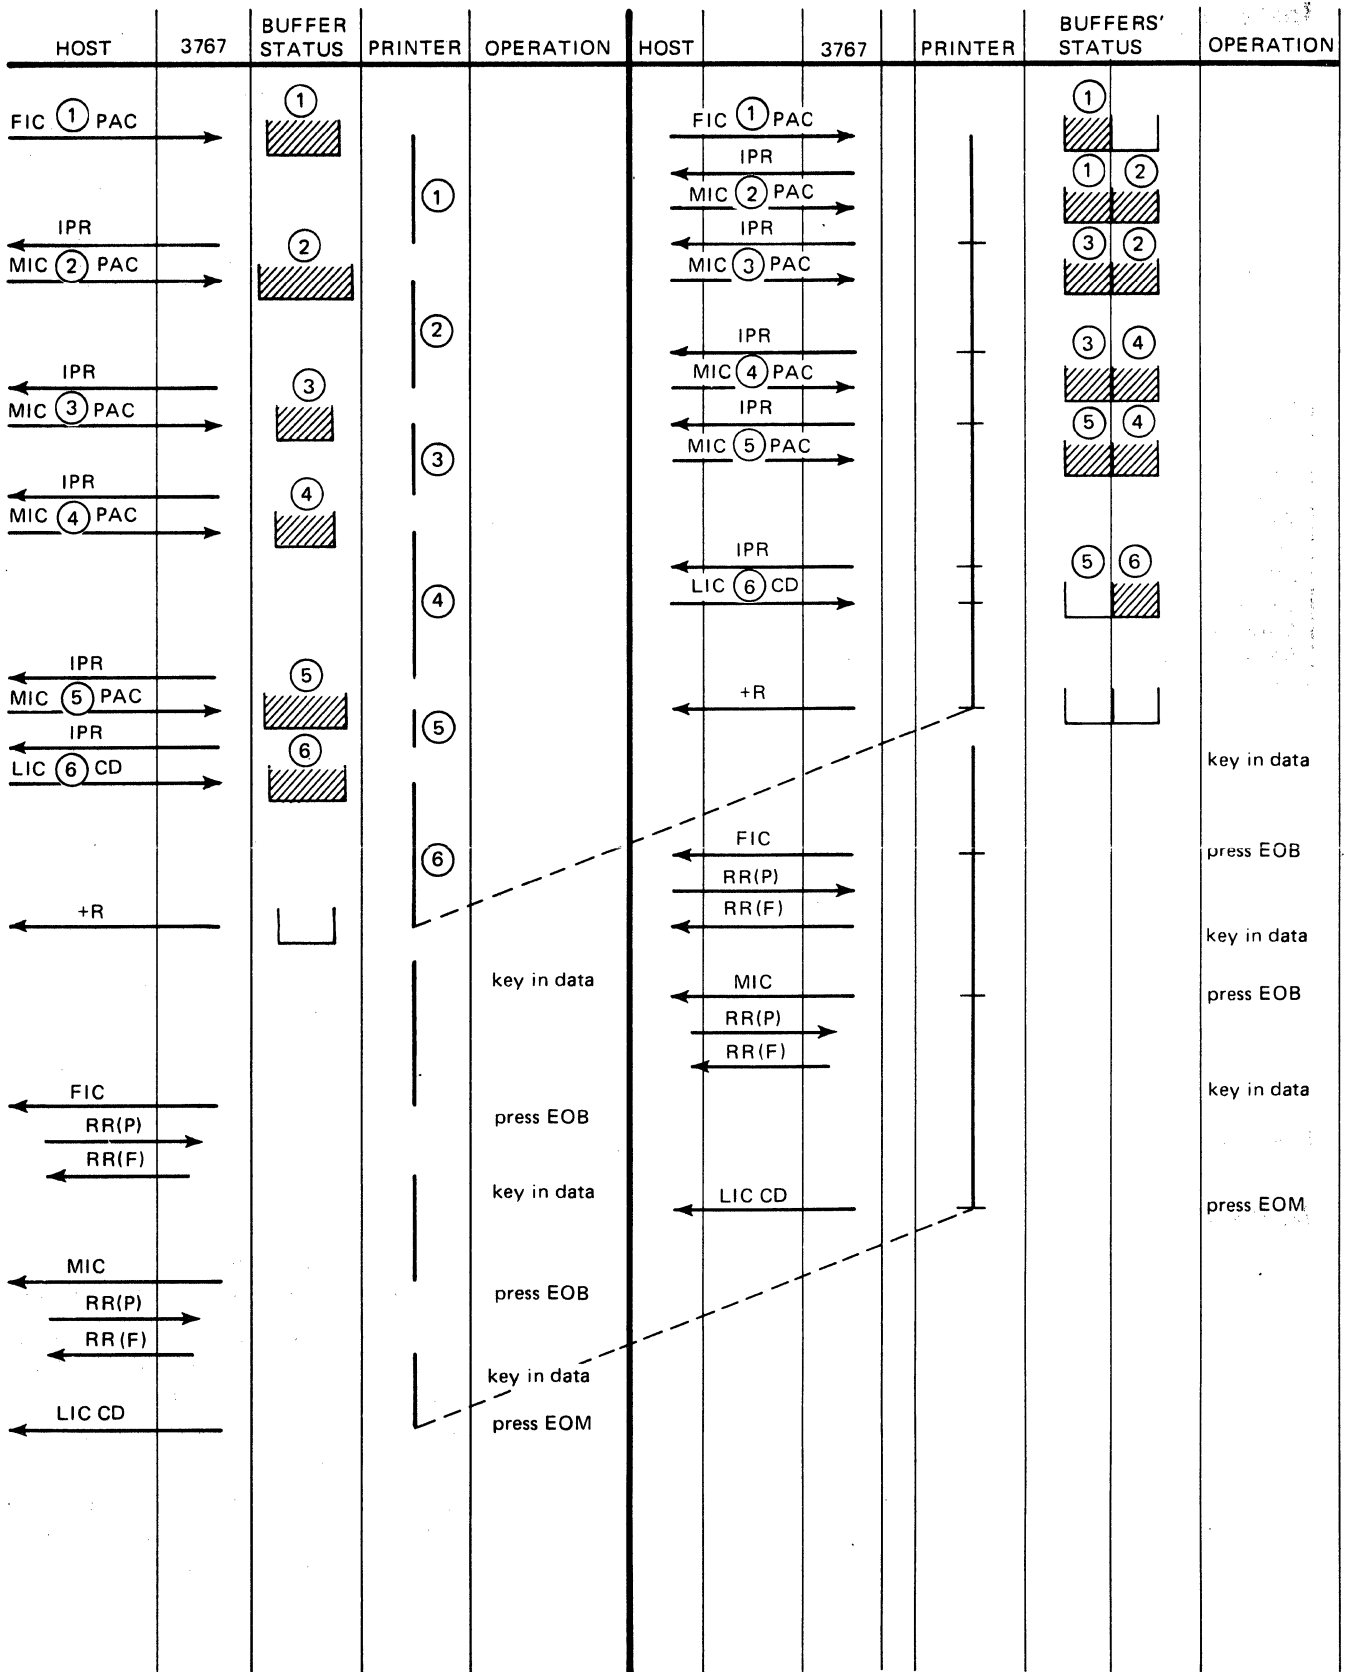 HOST
3767
BUFFER
STATUS
PRINTER
OPERATION
FIC 1 PAC
1
1
IPR
MIC 2 PAC
2
2
IPR
MIC 3 PAC
3
3
IPR
MIC 4 PAC
4
4
IPR
MIC 5 PAC
5
5
IPR
LIC 6 CD
6
6
+R
key in data
FIC
press EOB
RR(P)
RR(F)
key in data
MIC
press EOB
RR(P)
RR(F)
key in data
LIC CD
press EOM
HOST
3767
PRINTER
BUFFERS'
STATUS
OPERATION
FIC 1 PAC
1
IPR
MIC 2 PAC
1 2
IPR
MIC 3 PAC
3 2
IPR
MIC 4 PAC
3 4
IPR
MIC 5 PAC
5 4
IPR
LIC 6 CD
5 6
+R
key in data
FIC
press EOB
RR(P)
RR(F)
key in data
MIC
press EOB
RR(P)
RR(F)
key in data
LIC CD
press EOM